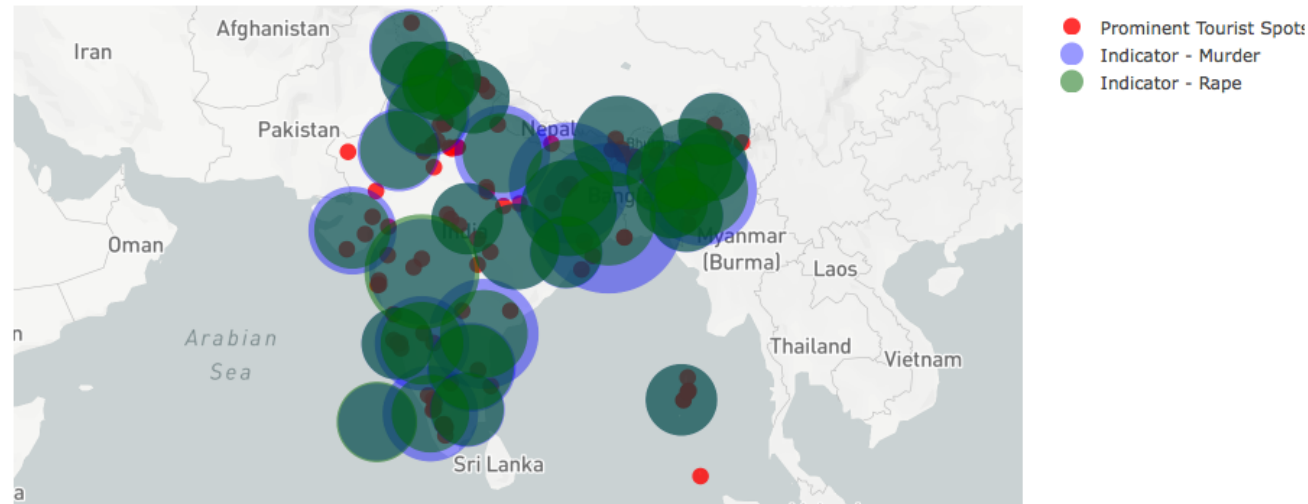 Afghanistan
Iran
Prominent Tourist Spots
Indicator - Murder
Indicator - Rape
Pakistan
Nepal
Oman
India
Myanmar
(Burma)
Laos
Arabian
Sea
Thailand
Vietnam
Sri Lanka
n
a